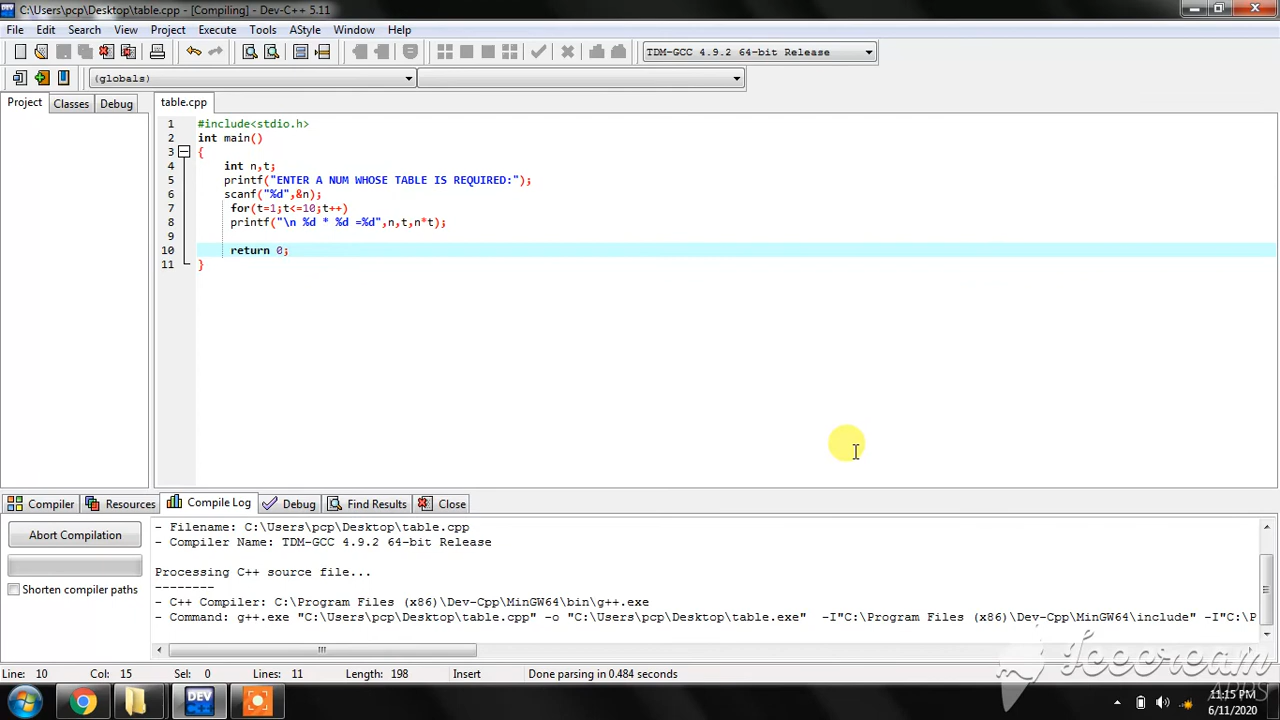 C:\Users\pcp\Desktop\table.cpp - [Compiling] - Dev-C++ 5.11
File Edit Search View Project Execute Tools AStyle Window Help
TDM-GCC 4.9.2 64-bit Release
(globals)
Project Classes Debug
table.cpp
1 #include<stdio.h>
2 int main()
3 {
4 int n,t;
5 printf("ENTER A NUM WHOSE TABLE IS REQUIRED:");
6 scanf("%d",&n);
7 for(t=1;t<=10;t++)
8 printf("\n %d * %d =%d",n,t,n*t);
9
10 return 0;
11 }
Compiler Resources Compile Log Debug Find Results Close
Abort Compilation
Shorten compiler paths
- Filename: C:\Users\pcp\Desktop\table.cpp
- Compiler Name: TDM-GCC 4.9.2 64-bit Release
Processing C++ source file...
--------
- C++ Compiler: C:\Program Files (x86)\Dev-Cpp\MinGW64\bin\g++.exe
- Command: g++.exe "C:\Users\pcp\Desktop\table.cpp" -o "C:\Users\pcp\Desktop\table.exe" -I"C:\Program Files (x86)\Dev-Cpp\MinGW64\include" -I"C:\P
Line: 10 Col: 15 Sel: 0 Lines: 11 Length: 198 Insert Done parsing in 0.484 seconds
Icecream
Apps
DEV C++
11:15 PM
6/11/2020